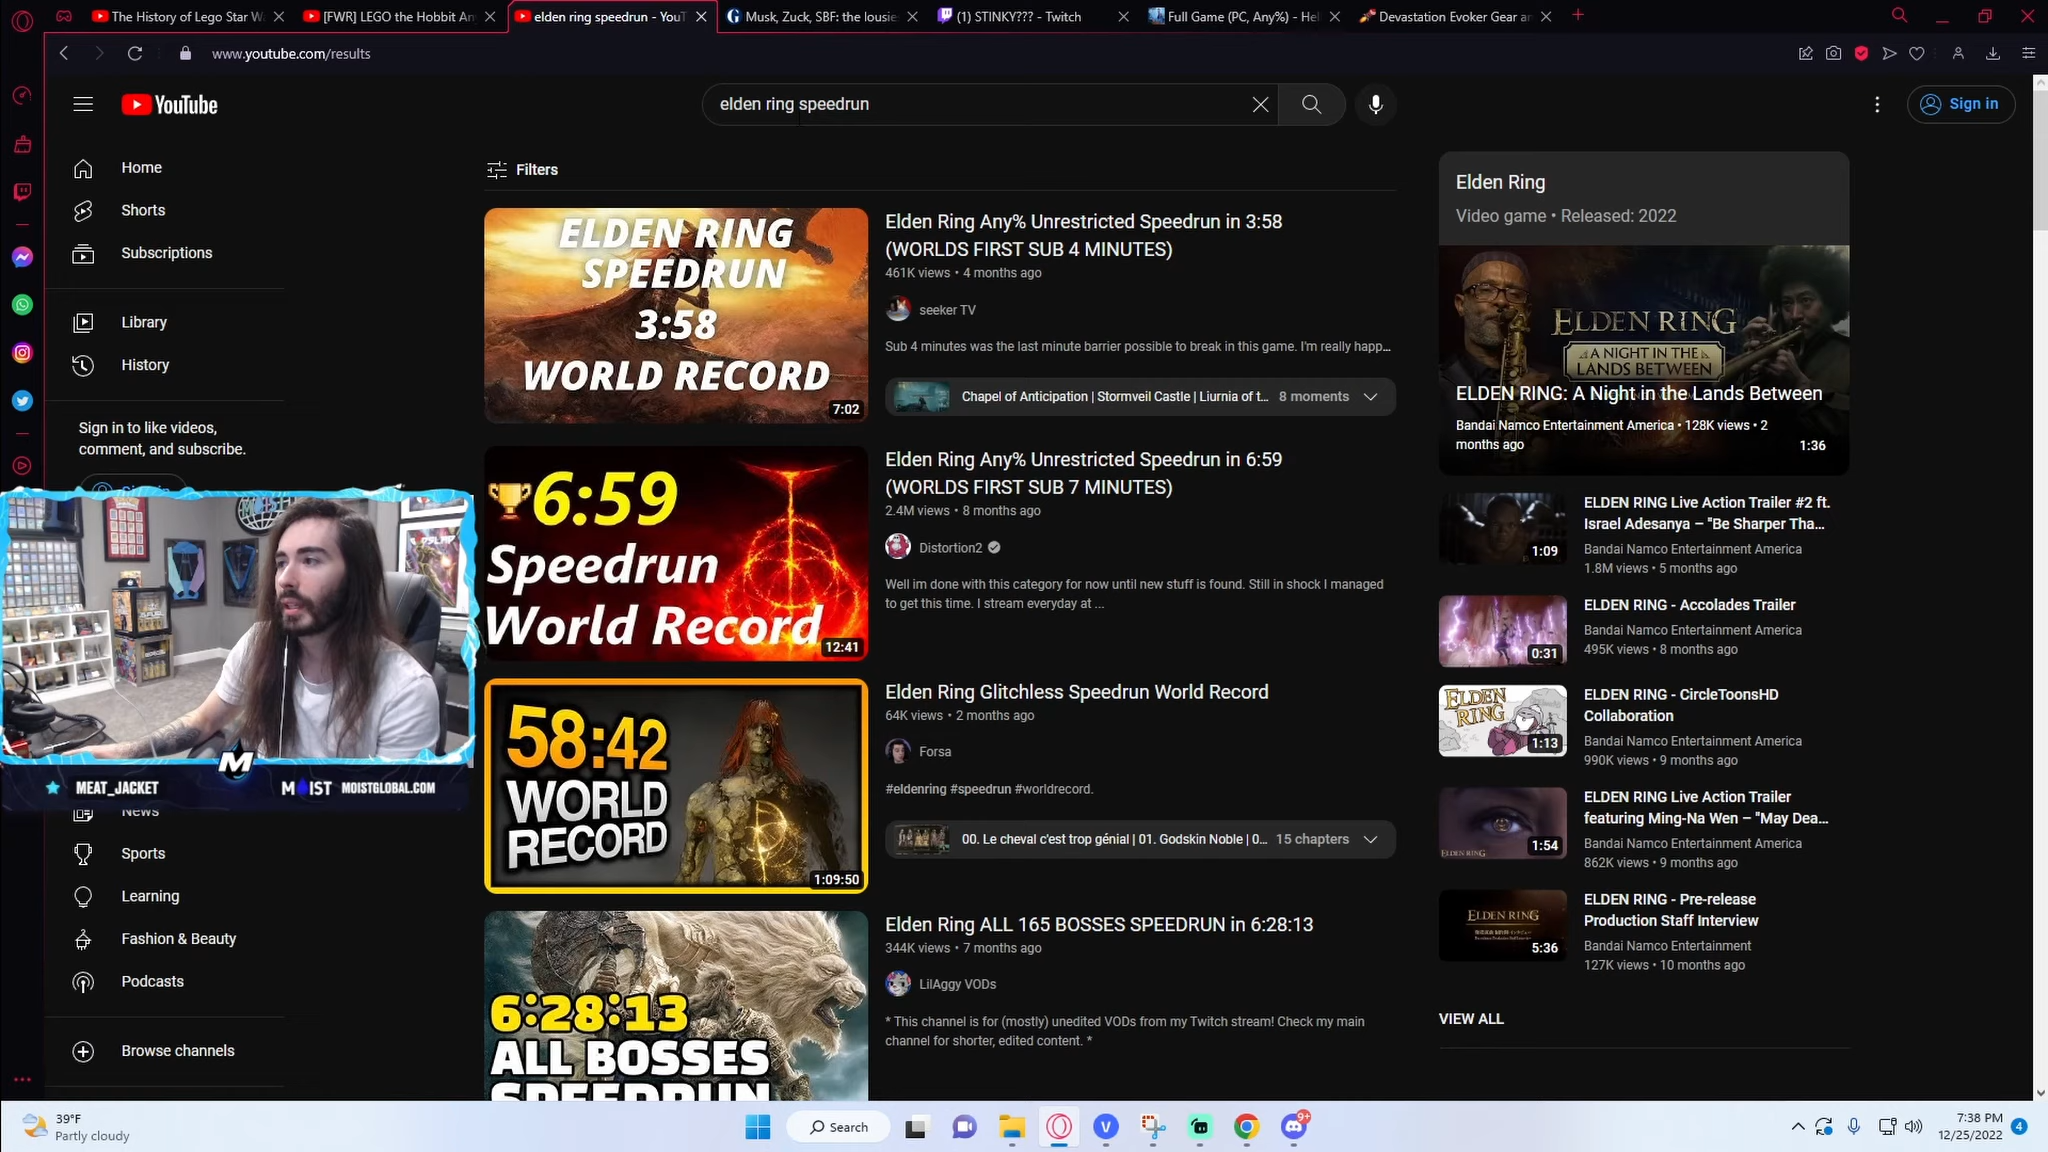 The History of Lego Star W
[FWR] LEGO the Hobbit An
elden ring speedrun - YouT
Musk, Zuck, SBF: the lousie
(1) STINKY??? - Twitch
Full Game (PC, Any%) - Hel
Devastation Evoker Gear an
www.youtube.com/results
YouTube
elden ring speedrun
Sign in
Home
Shorts
Subscriptions
Library
History
Sign in to like videos,
comment, and subscribe.
News
Sports
Learning
Fashion & Beauty
Podcasts
Browse channels
MEAT_JACKET
M
MOIST
MOISTGLOBAL.COM
Filters
ELDEN RING
SPEEDRUN
3:58
WORLD RECORD
7:02
Elden Ring Any% Unrestricted Speedrun in 3:58
(WORLDS FIRST SUB 4 MINUTES)
461K views • 4 months ago
seeker TV
Sub 4 minutes was the last minute barrier possible to break in this game. I'm really happ...
Chapel of Anticipation | Stormveil Castle | Liurnia of t... 8 moments
6:59
Speedrun
World Record
12:41
Elden Ring Any% Unrestricted Speedrun in 6:59
(WORLDS FIRST SUB 7 MINUTES)
2.4M views • 8 months ago
Distortion2
Well im done with this category for now until new stuff is found. Still in shock I managed
to get this time. I stream everyday at ...
58:42
WORLD
RECORD
1:09:50
Elden Ring Glitchless Speedrun World Record
64K views • 2 months ago
Forsa
#eldenring #speedrun #worldrecord.
00. Le cheval c'est trop génial | 01. Godskin Noble | 0... 15 chapters
6:28:13
ALL BOSSES
SPEEDRUN
Elden Ring ALL 165 BOSSES SPEEDRUN in 6:28:13
344K views • 7 months ago
LilAggy VODs
* This channel is for (mostly) unedited VODs from my Twitch stream! Check my main
channel for shorter, edited content. *
Elden Ring
Video game • Released: 2022
ELDEN RING
A NIGHT IN THE
LANDS BETWEEN
ELDEN RING: A Night in the Lands Between
Bandai Namco Entertainment America • 128K views • 2
months ago
1:36
1:09
ELDEN RING Live Action Trailer #2 ft.
Israel Adesanya – "Be Sharper Tha...
Bandai Namco Entertainment America
1.8M views • 5 months ago
0:31
ELDEN RING - Accolades Trailer
Bandai Namco Entertainment America
495K views • 8 months ago
ELDEN
RING
1:13
ELDEN RING - CircleToonsHD
Collaboration
Bandai Namco Entertainment America
990K views • 9 months ago
ELDEN RING
1:54
ELDEN RING Live Action Trailer
featuring Ming-Na Wen – "May Dea...
Bandai Namco Entertainment America
862K views • 9 months ago
ELDEN RING
5:36
ELDEN RING - Pre-release
Production Staff Interview
Bandai Namco Entertainment
127K views • 10 months ago
VIEW ALL
39°F
Partly cloudy
Search
9+
7:38 PM
12/25/2022
4